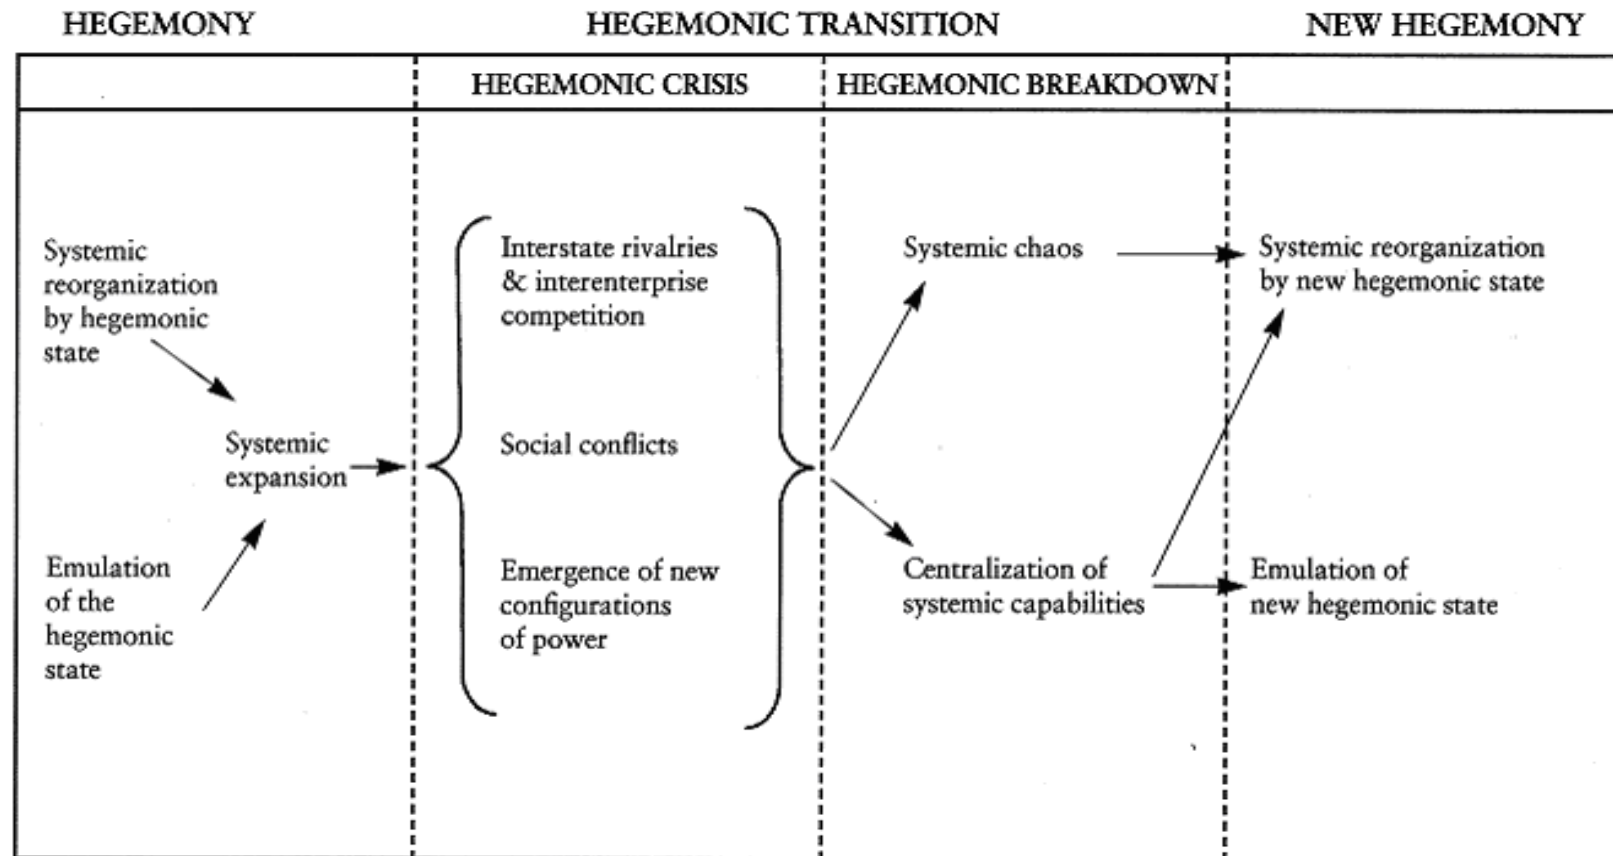 HEGEMONY
HEGEMONIC TRANSITION
NEW HEGEMONY
HEGEMONIC CRISIS
HEGEMONIC BREAKDOWN
Systemic
reorganization
by hegemonic
state
Systemic
expansion
Emulation
of the
hegemonic
state
Interstate rivalries
& interenterprise
competition
Social conflicts
Emergence of new
configurations
of power
Systemic chaos
Centralization of
systemic capabilities
Systemic reorganization
by new hegemonic state
Emulation of
new hegemonic state